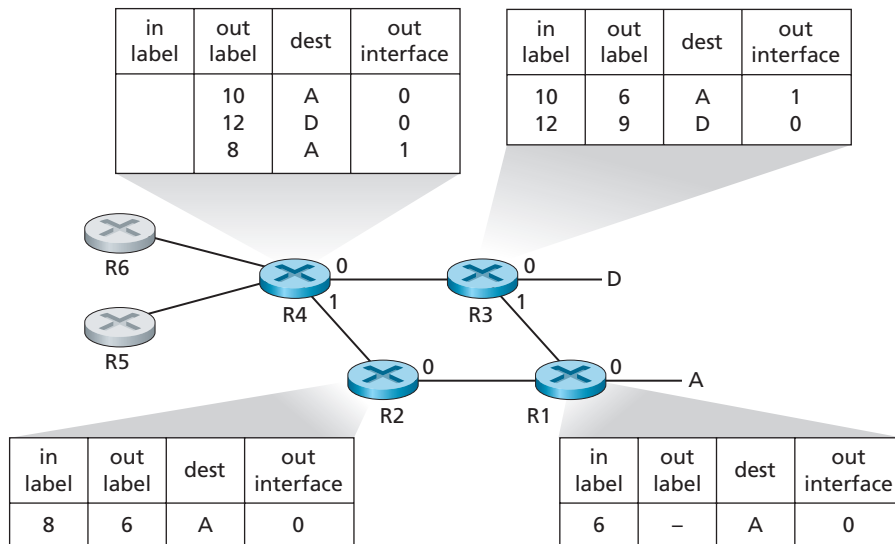 in label
out label
dest
out interface
10 A 0
12 D 0
8 A 1
in label
out label
dest
out interface
10 6 A 1
12 9 D 0
R6
R5
0
1
R4
0
1
R3
D
0
R2
0
R1
A
in label
out label
dest
out interface
8 6 A 0
in label
out label
dest
out interface
6 – A 0